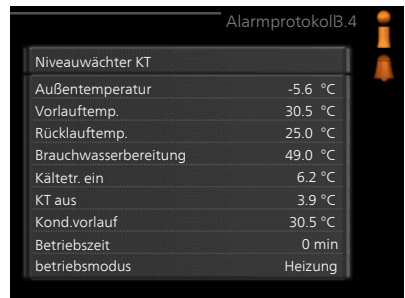 AlarmprotokolB.4
Niveauwächter KT
Außentemperatur -5.6 °C
Vorlauftemp. 30.5 °C
Rücklauftemp. 25.0 °C
Brauchwasserbereitung 49.0 °C
Kältetr. ein 6.2 °C
KT aus 3.9 °C
Kond.vorlauf 30.5 °C
Betriebszeit 0 min
betriebsmodus Heizung